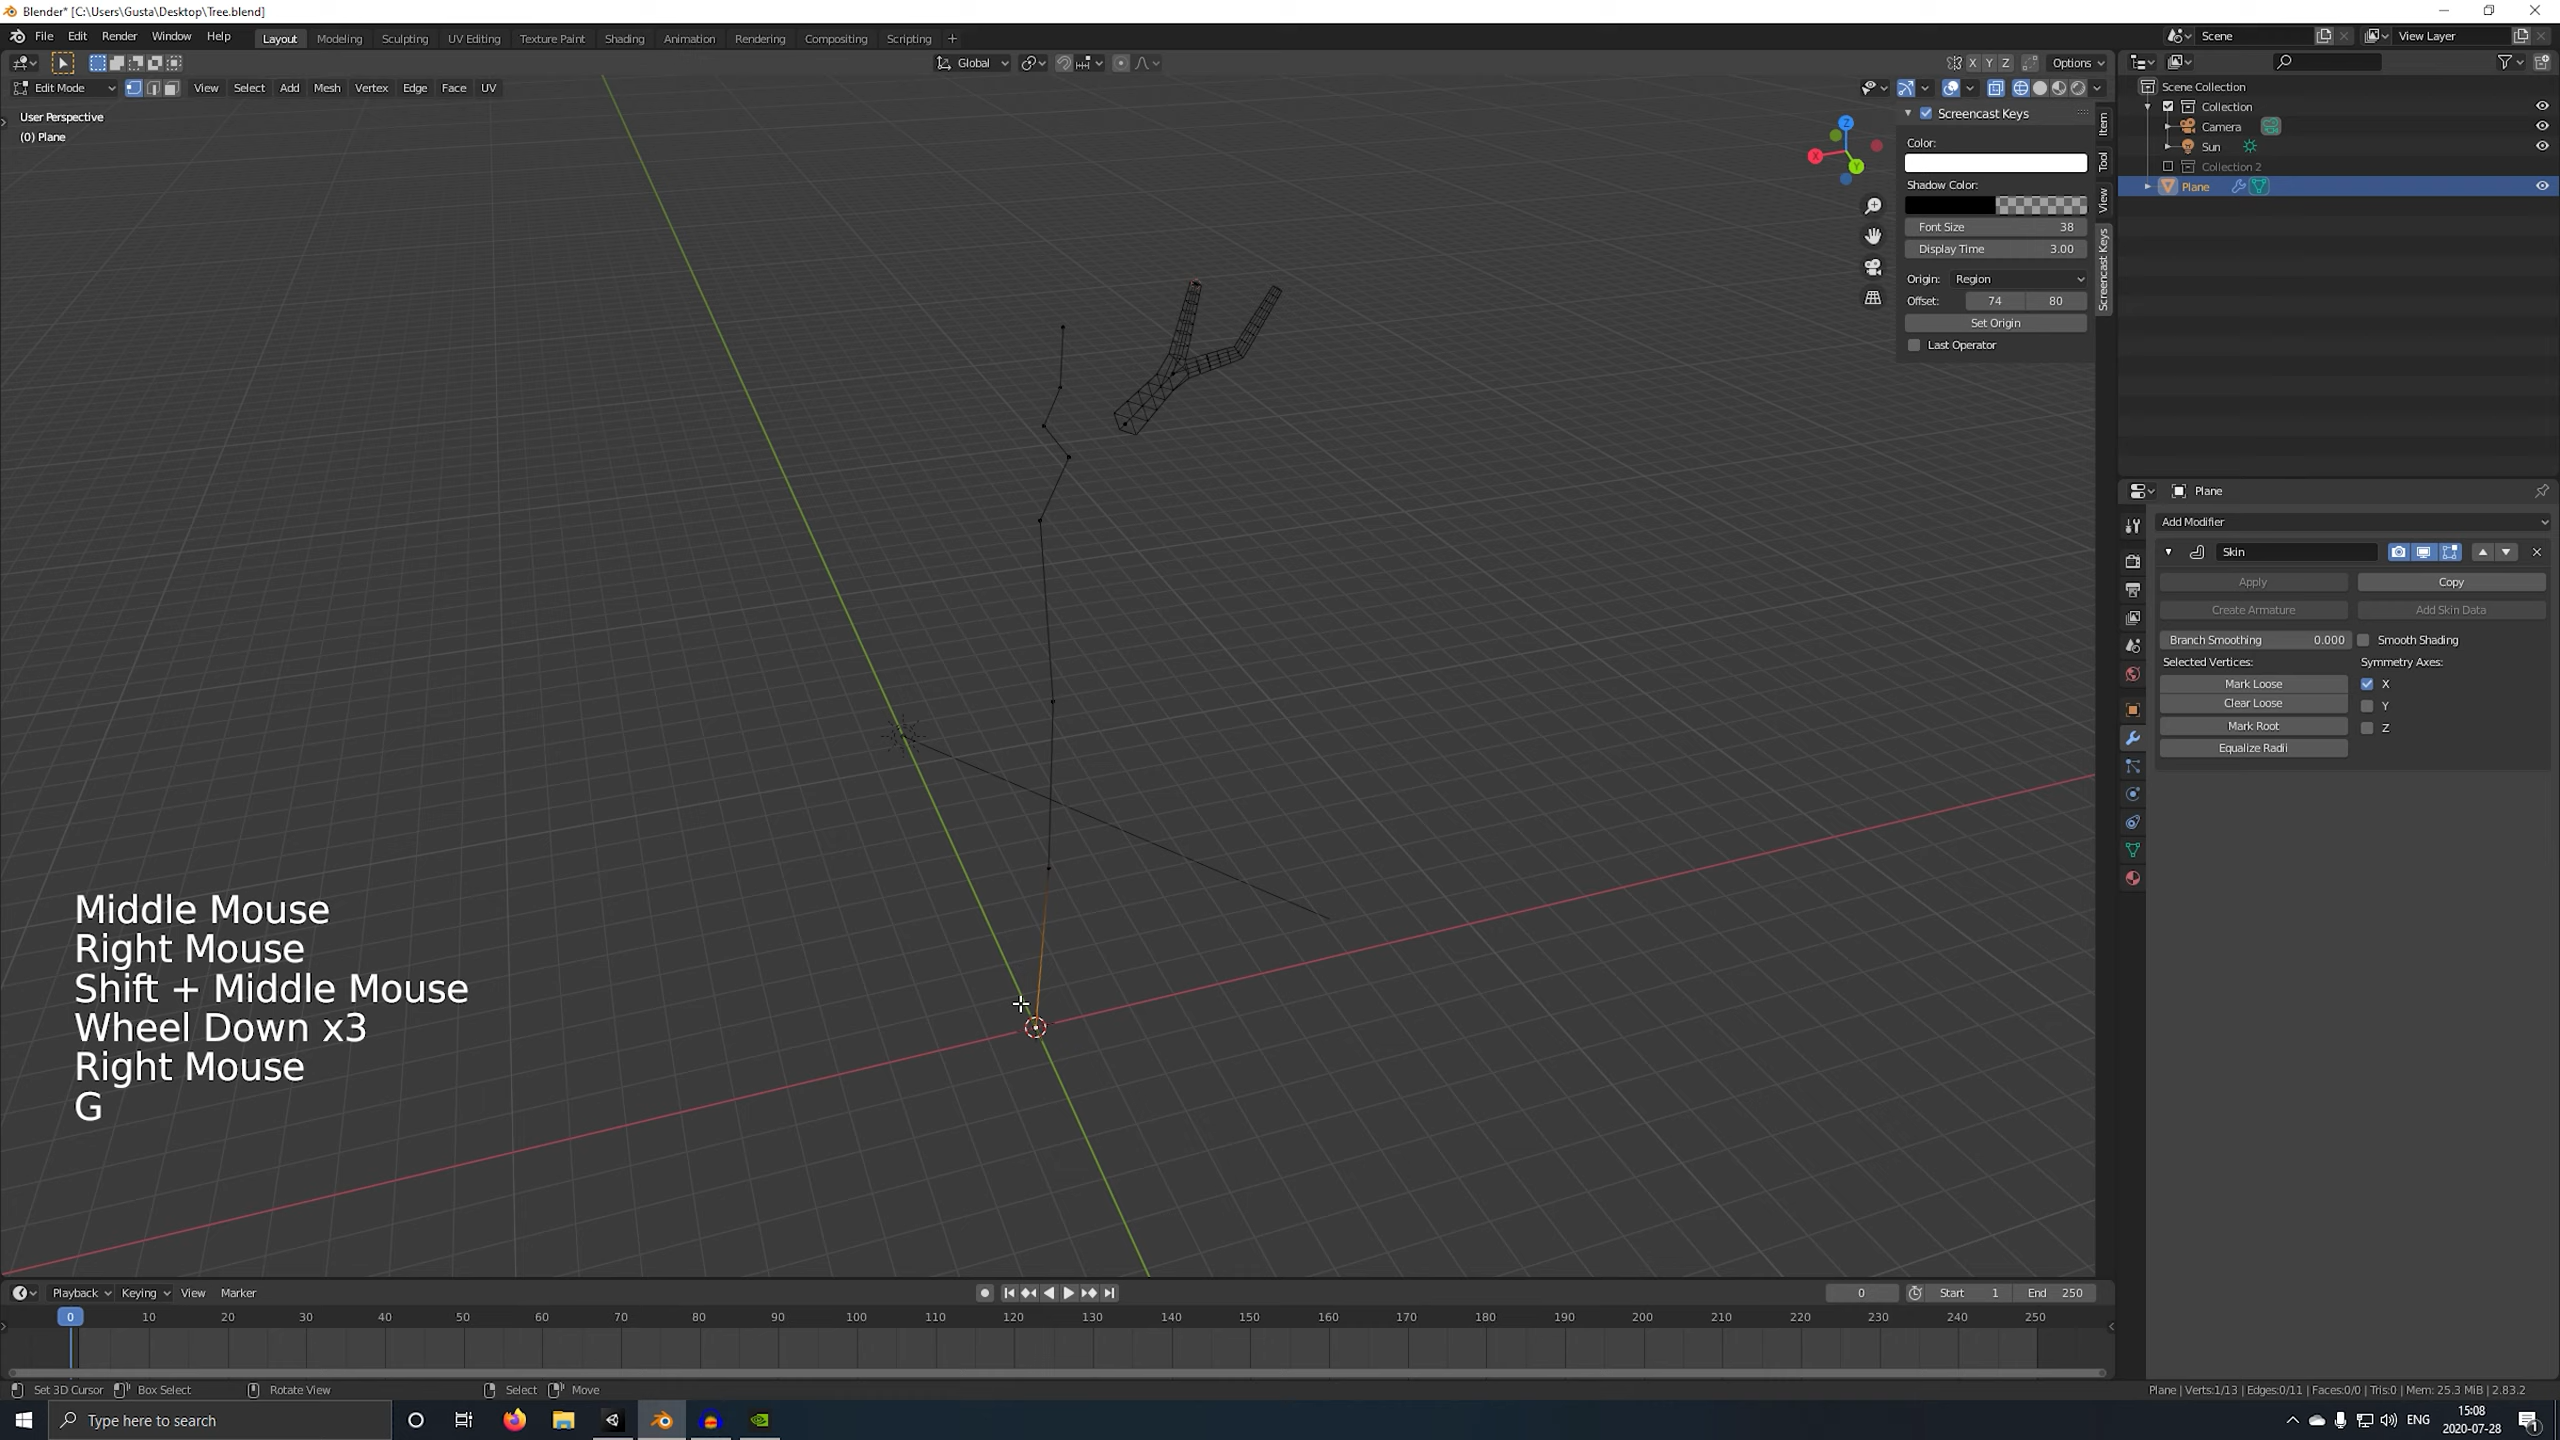 Blender* [C:\Users\Gusta\Desktop\Tree.blend]
File Edit Render Window Help
Layout Modeling Sculpting UV Editing Texture Paint Shading Animation Rendering Compositing Scripting +
Scene
View Layer
Global
X Y Z
Options
Edit Mode
View Select Add Mesh Vertex Edge Face UV
User Perspective
(0) Plane
Screencast Keys
Color:
Shadow Color:
Font Size 38
Display Time 3.00
Origin: Region
Offset: 74 80
Set Origin
Last Operator
Item
Tool
View
Screencast Keys
Z
X
Y
Scene Collection
Collection
Camera
Sun
Collection 2
Plane
Plane
Add Modifier
Skin
Apply Copy
Create Armature Add Skin Data
Branch Smoothing 0.000 Smooth Shading
Selected Vertices: Symmetry Axes:
Mark Loose X
Clear Loose Y
Mark Root Z
Equalize Radii
Middle Mouse
Right Mouse
Shift + Middle Mouse
Wheel Down x3
Right Mouse
G
Playback Keying View Marker
0 Start 1 End 250
0 10 20 30 40 50 60 70 80 90 100 110 120 130 140 150 160 170 180 190 200 210 220 230 240 250
Set 3D Cursor Box Select Rotate View Select Move
Plane | Verts:1/13 | Edges:0/11 | Faces:0/0 | Tris:0 | Mem: 25.3 MiB | 2.83.2
Type here to search
ENG
15:08
2020-07-28
1